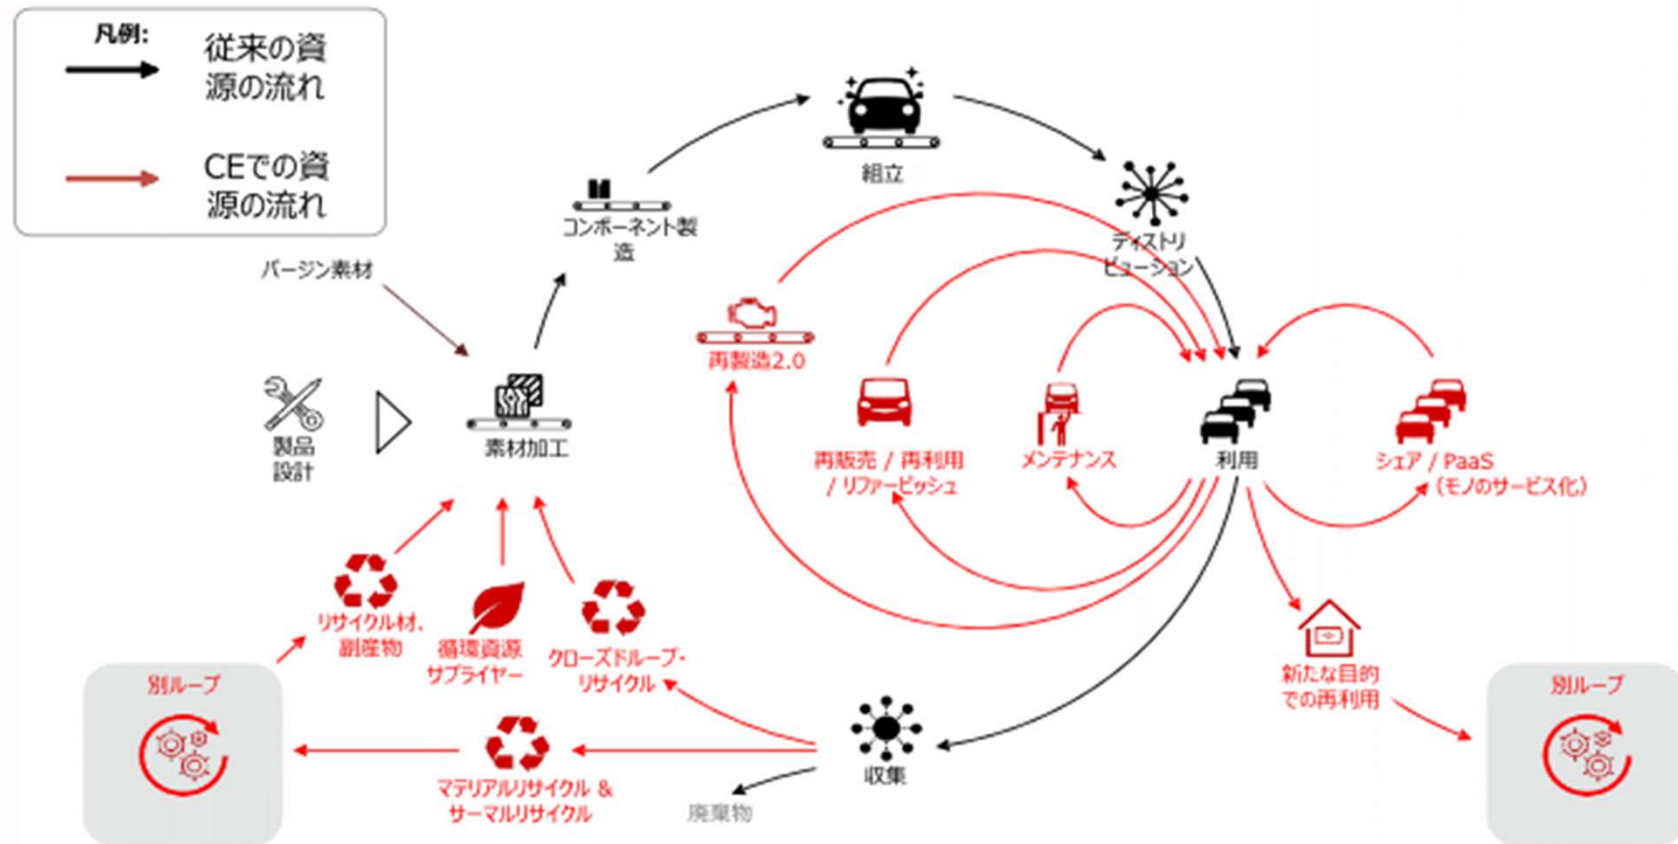 凡例:
従来の資
源の流れ
CEでの資
源の流れ
組立
コンポーネント製
造
ディストリ
ビューション
バージン素材
再製造2.0
製品
設計
素材加工
再販売 / 再利用
/ リファービッシュ
メンテナンス
利用
シェア / PaaS
(モノのサービス化)
リサイクル材、
副産物
循環資源
サプライヤー
クローズドループ・
リサイクル
新たな目的
での再利用
別ループ
別ループ
マテリアルリサイクル &
サーマルリサイクル
収集
廃棄物